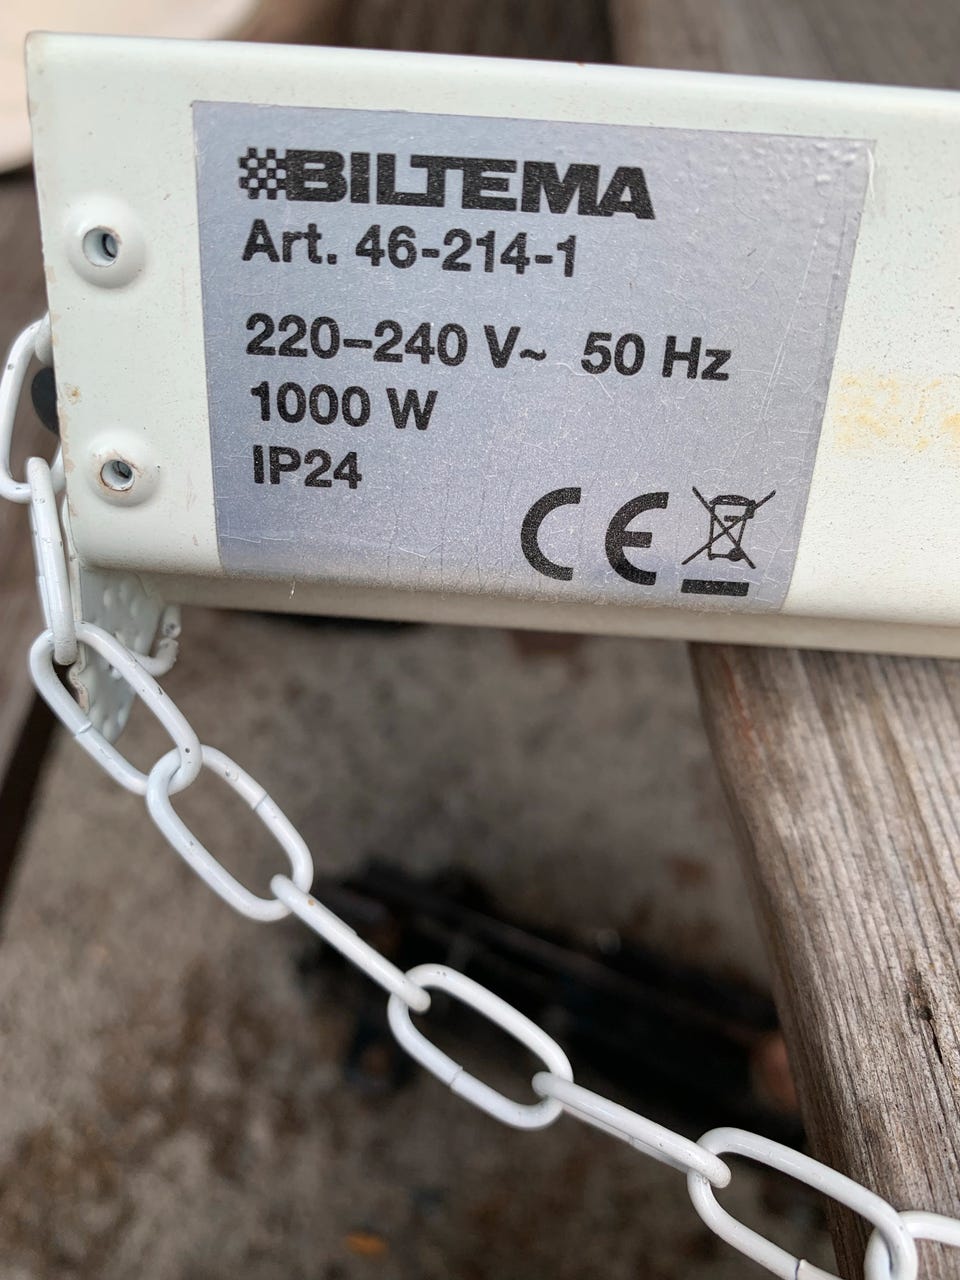 BILTEMA
Art. 46-214-1
220–240 V~ 50 Hz
1000 W
IP24
CE